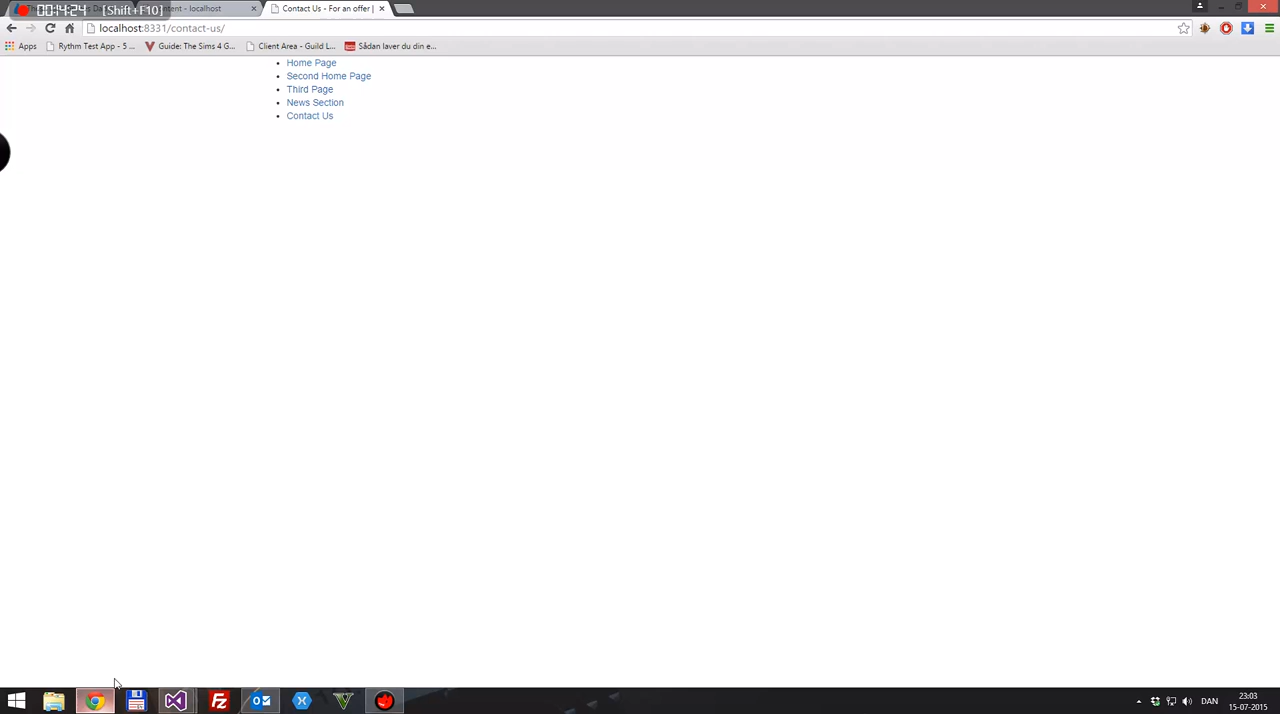 00:14:24 [Shift+F10] tent - localhost Contact Us - For an offer |
localhost:8331/contact-us/
Apps Rythm Test App - 5 ... Guide: The Sims 4 G... Client Area - Guild L... Sådan laver du din e...
Home Page
Second Home Page
Third Page
News Section
Contact Us
DAN
23:03
15-07-2015